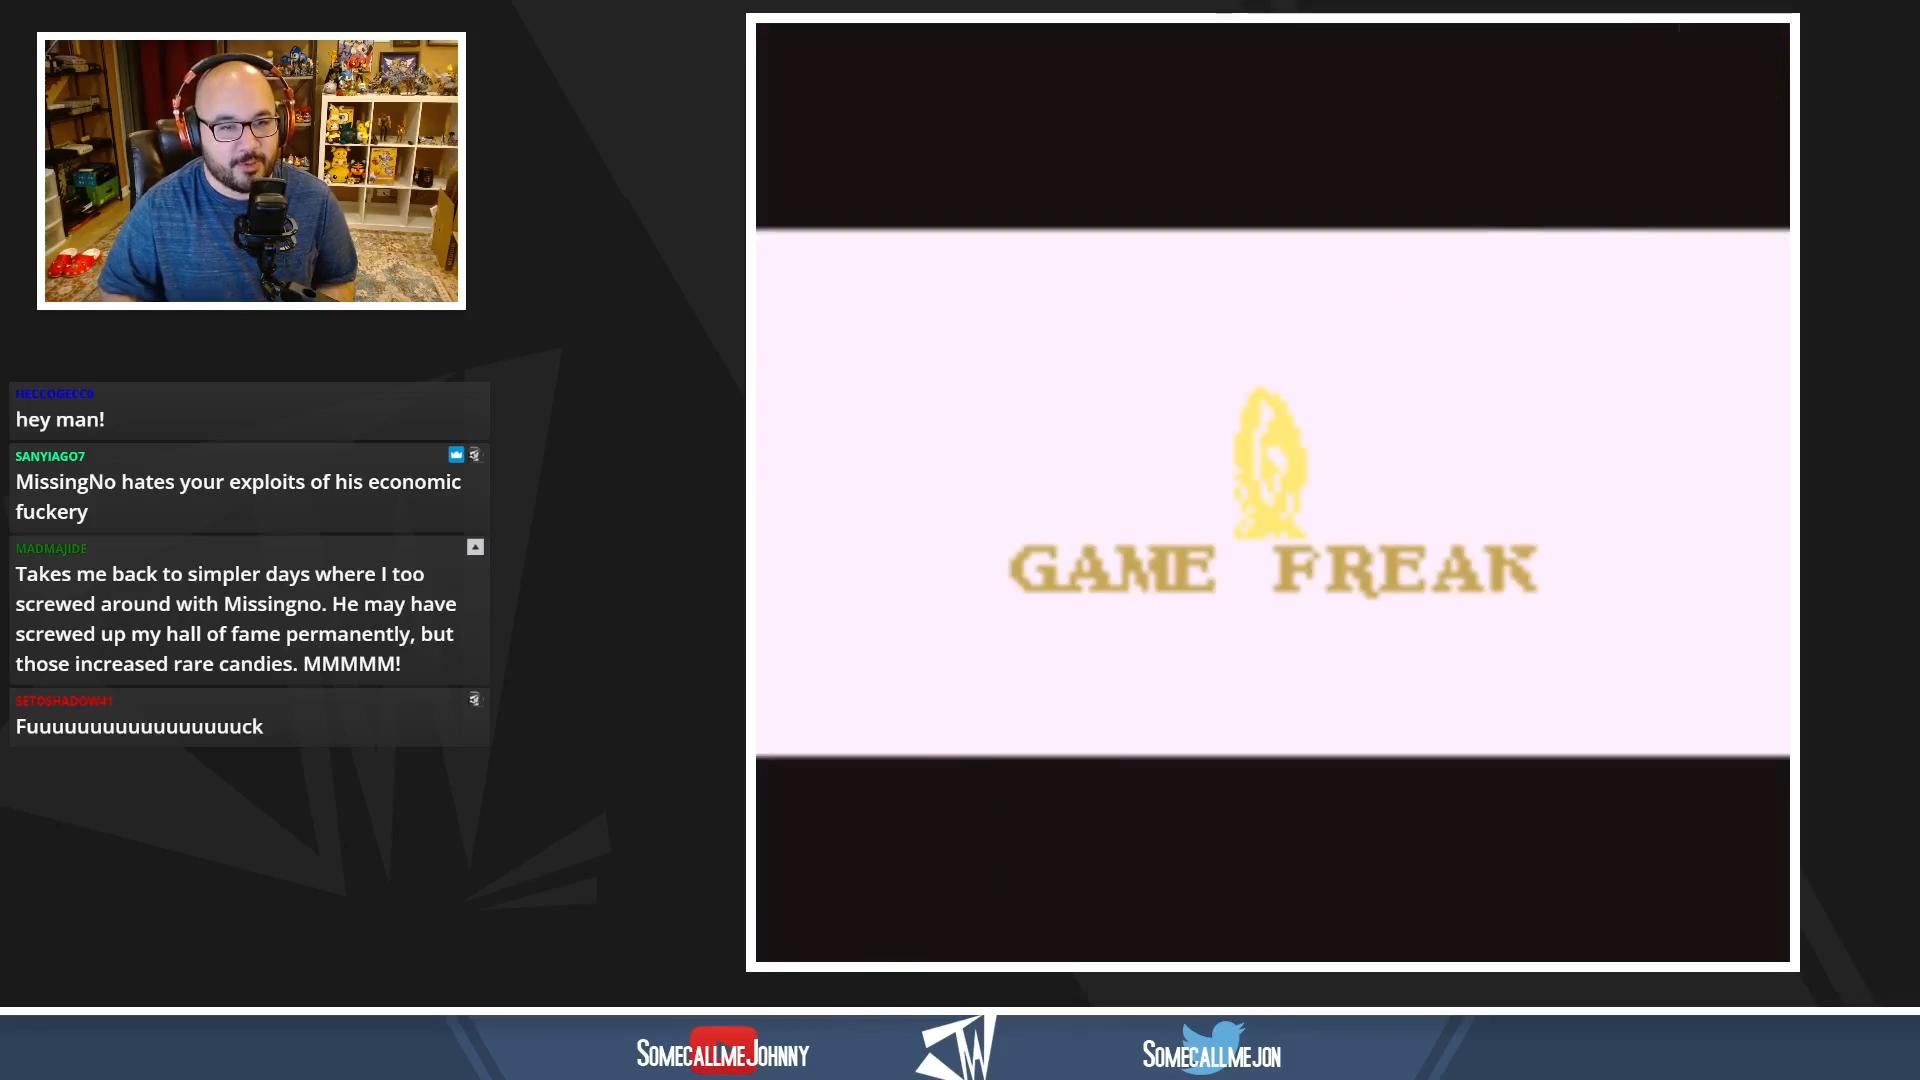 HECCOGECC0
hey man!
SANYIAGO7
MissingNo hates your exploits of his economic
fuckery
MADMAJIDE
Takes me back to simpler days where I too
screwed around with Missingno. He may have
screwed up my hall of fame permanently, but
those increased rare candies. MMMMM!
SETOSHADOW41
Fuuuuuuuuuuuuuuuuuck
GAME FREAK
SOMECALLMEJOHNNY
SOMECALLMEJON